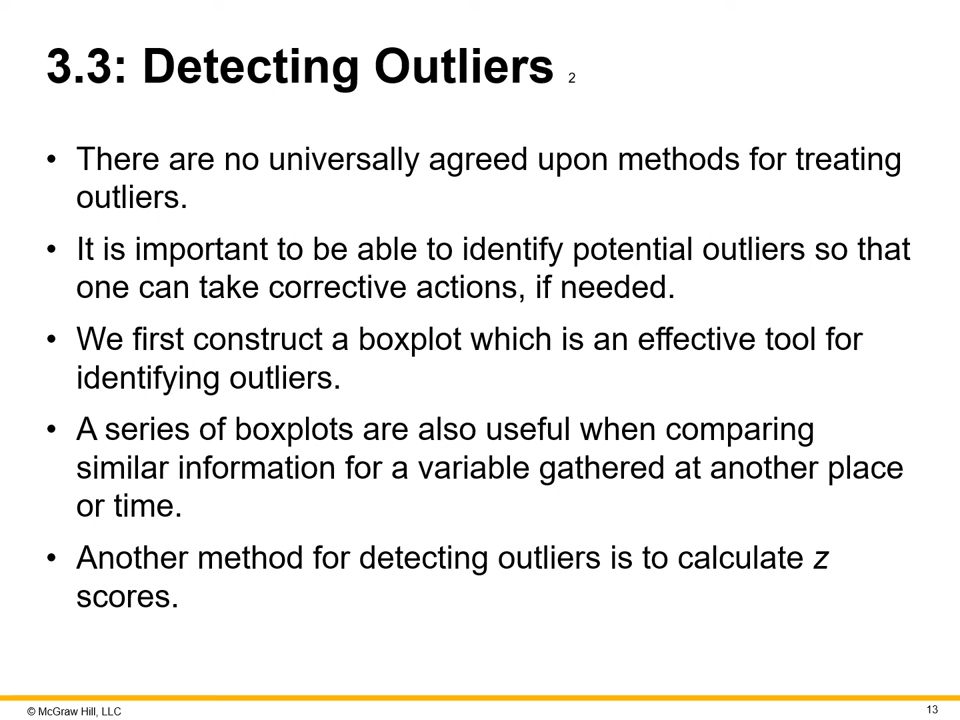 3.3: Detecting Outliers 2
• There are no universally agreed upon methods for treating
outliers.
• It is important to be able to identify potential outliers so that
one can take corrective actions, if needed.
• We first construct a boxplot which is an effective tool for
identifying outliers.
• A series of boxplots are also useful when comparing
similar information for a variable gathered at another place
or time.
• Another method for detecting outliers is to calculate z
scores.
© McGraw Hill, LLC
13